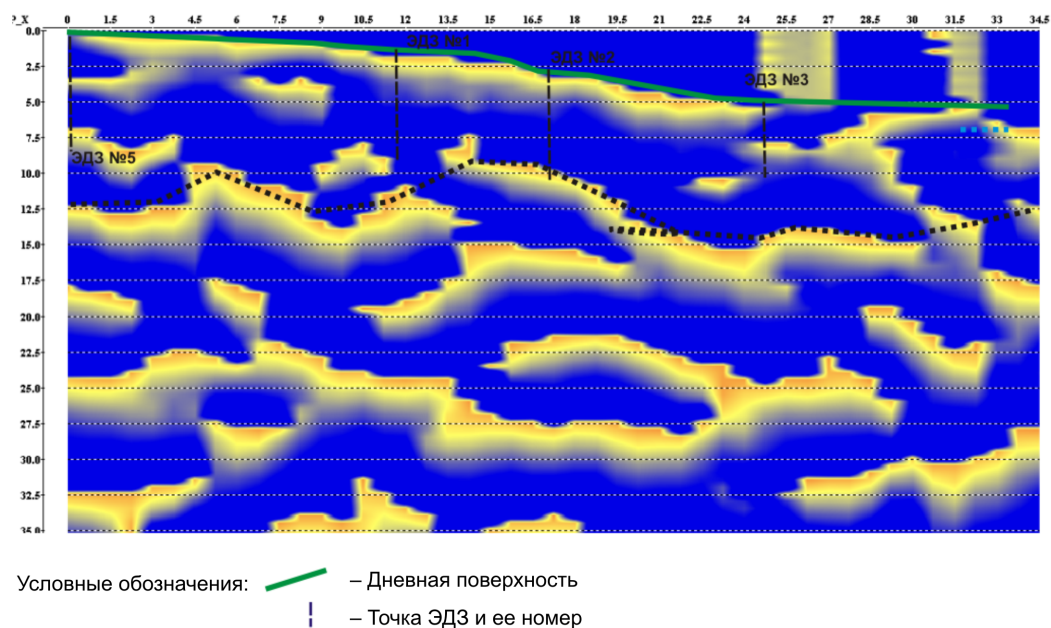 P_X 0 1.5 3 4.5 6 7.5 9 10.5 12 13.5 15 16.5 18 19.5 21 22.5 24 25.5 27 28.5 30 31.5 33 34.5
0.0
ЭДЗ №1
ЭДЗ №2
2.5
ЭДЗ №3
5.0
7.5
ЭДЗ №5
10.0
12.5
15.0
17.5
20.0
22.5
25.0
27.5
30.0
32.5
35.0
Условные обозначения: – Дневная поверхность
– Точка ЭДЗ и ее номер